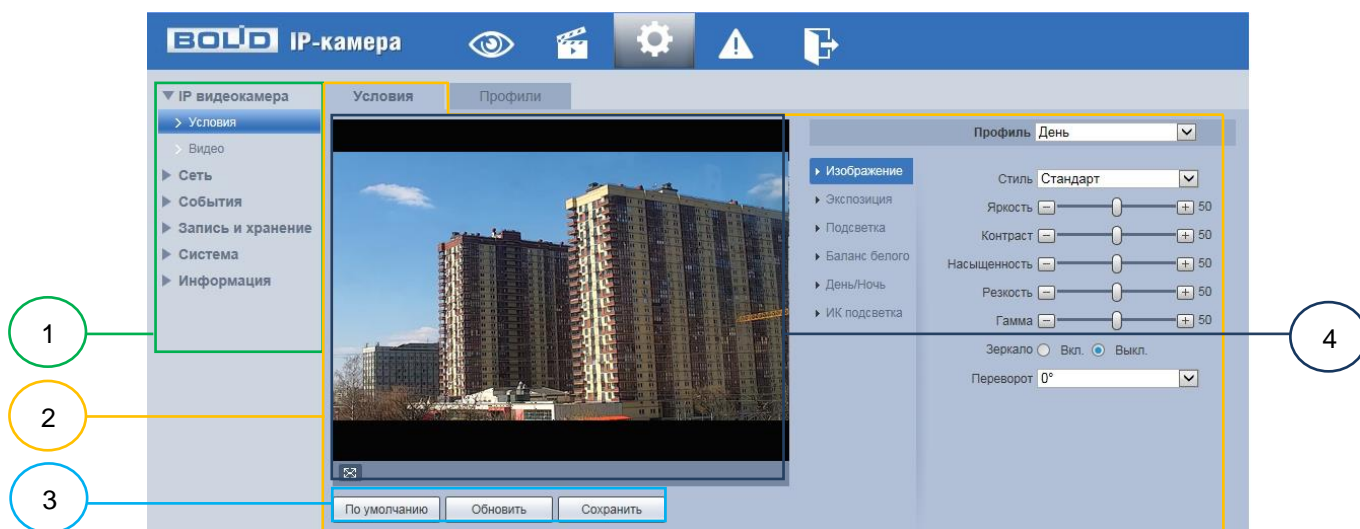 BOLID IP-камера
IP видеокамера
Условия
Видео
Сеть
События
Запись и хранение
Система
Информация
Условия
Профили
Профиль День
Изображение
Экспозиция
Подсветка
Баланс белого
День/Ночь
ИК подсветка
Стиль Стандарт
Яркость 50
Контраст 50
Насыщенность 50
Резкость 50
Гамма 50
Зеркало Вкл. Выкл.
Переворот 0°
По умолчанию Обновить Сохранить
1
2
3
4